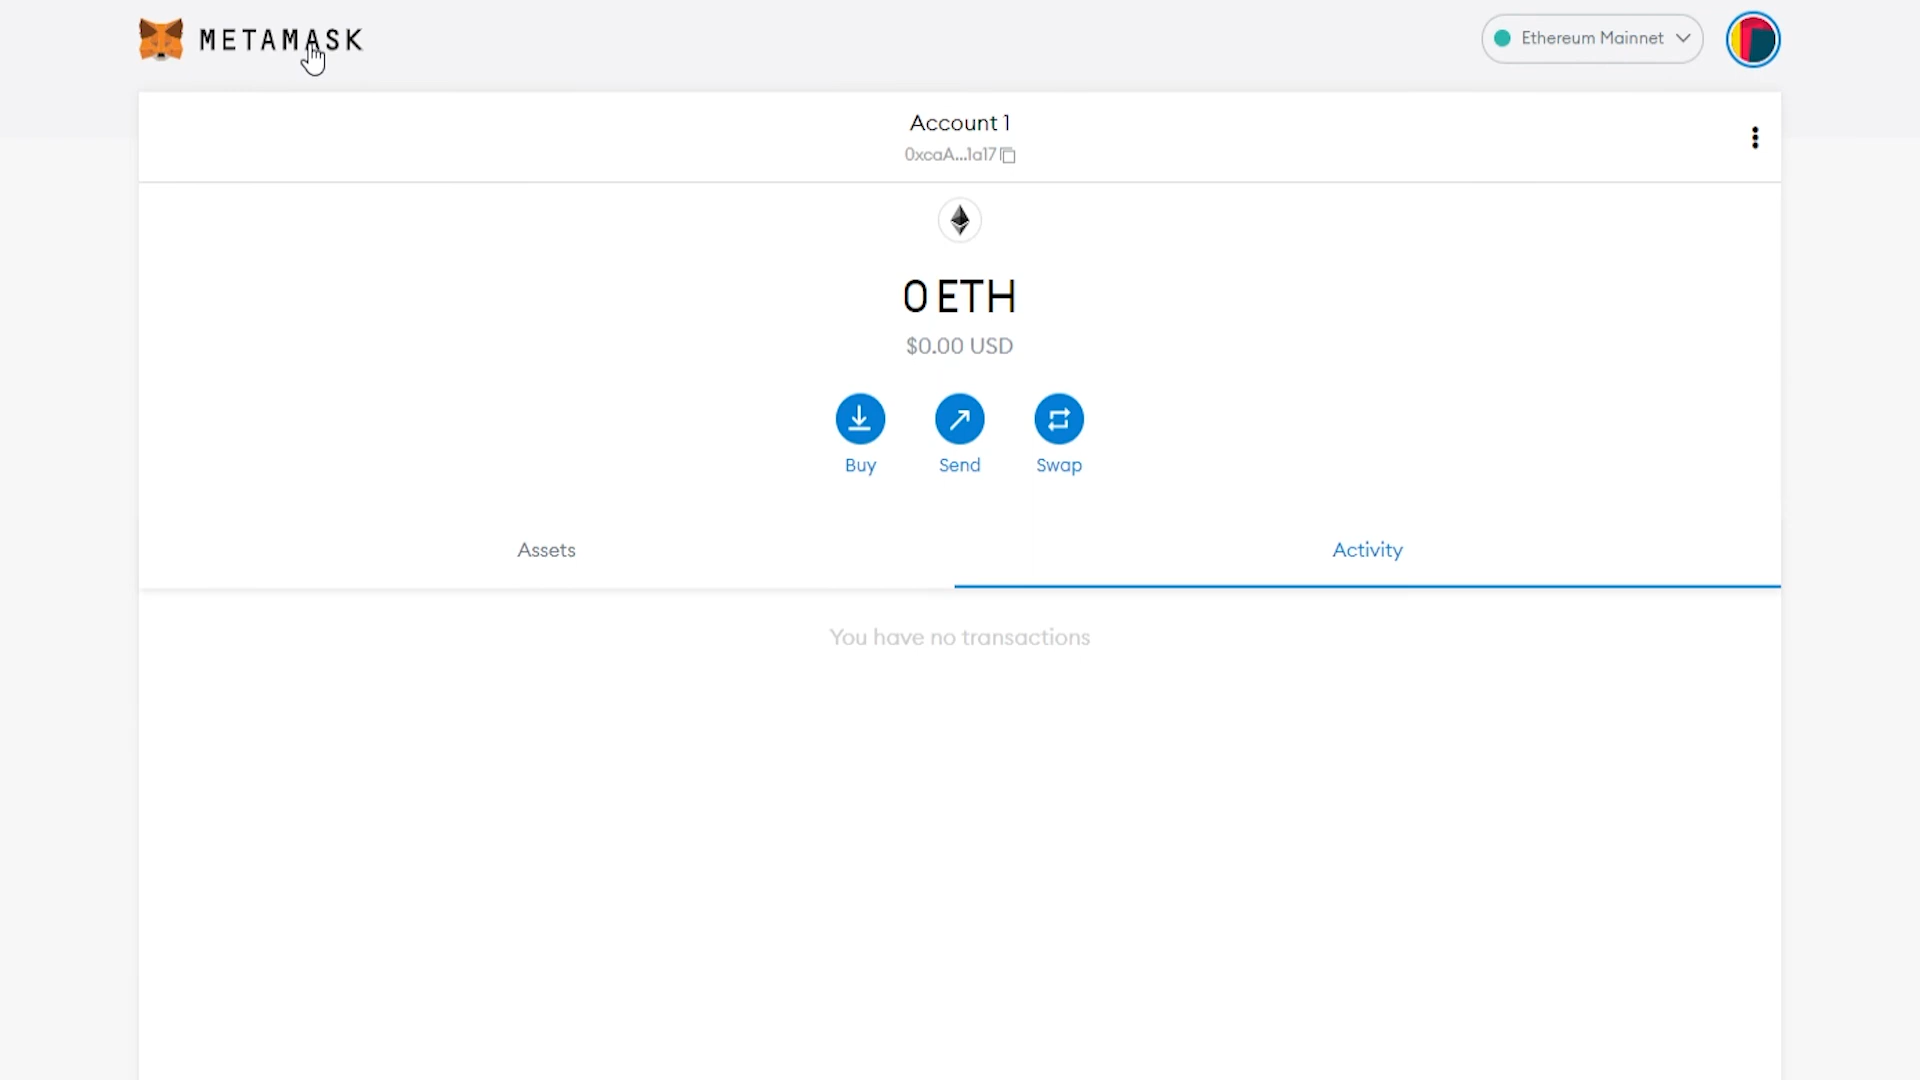 METAMASK
Ethereum Mainnet
Account 1
0xcaA...1a17
0 ETH
$0.00 USD
Buy
Send
Swap
Assets
Activity
You have no transactions